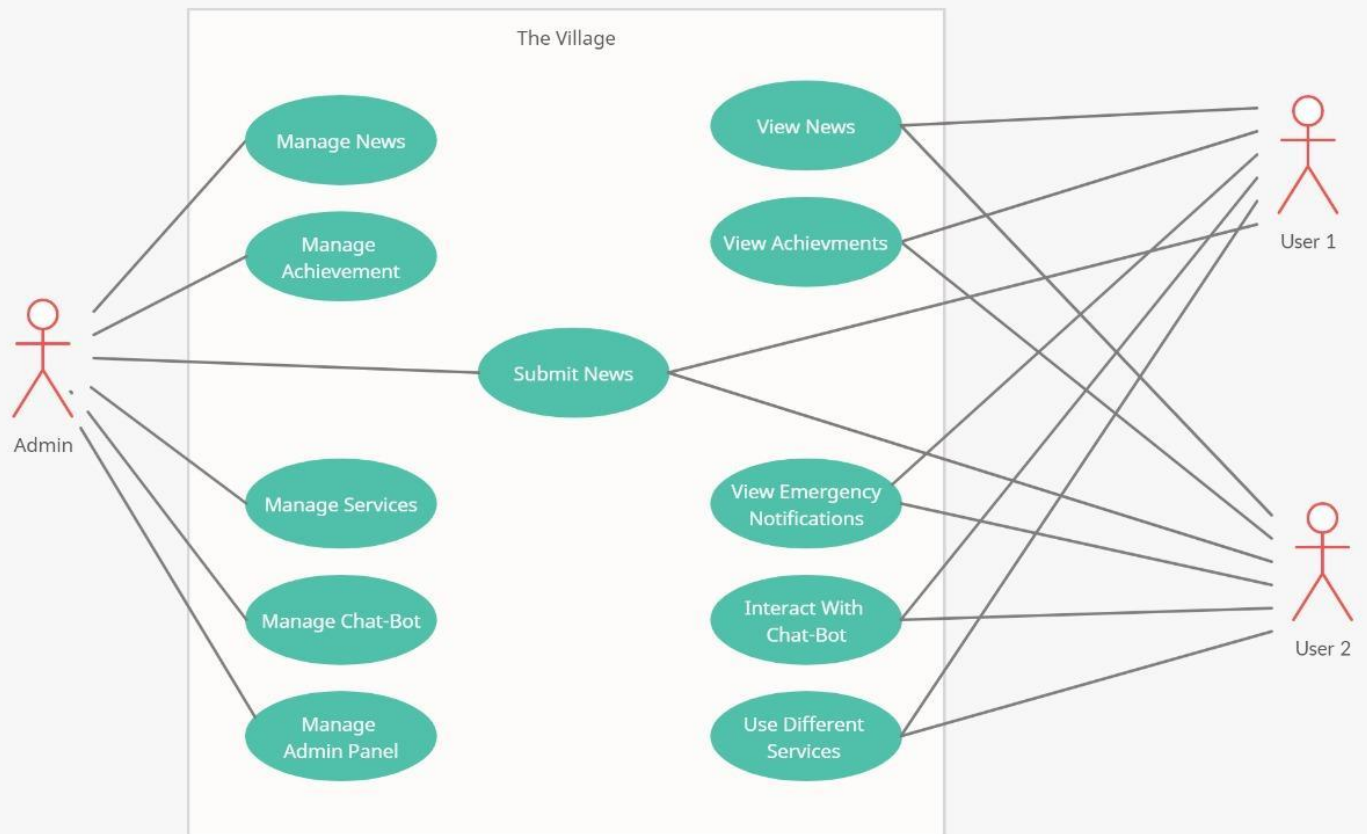 The Village
Manage News
Manage
Achievement
Submit News
Manage Services
Manage Chat-Bot
Manage
Admin Panel
View News
View Achievments
View Emergency
Notifications
Interact With
Chat-Bot
Use Different
Services
Admin
User 1
User 2